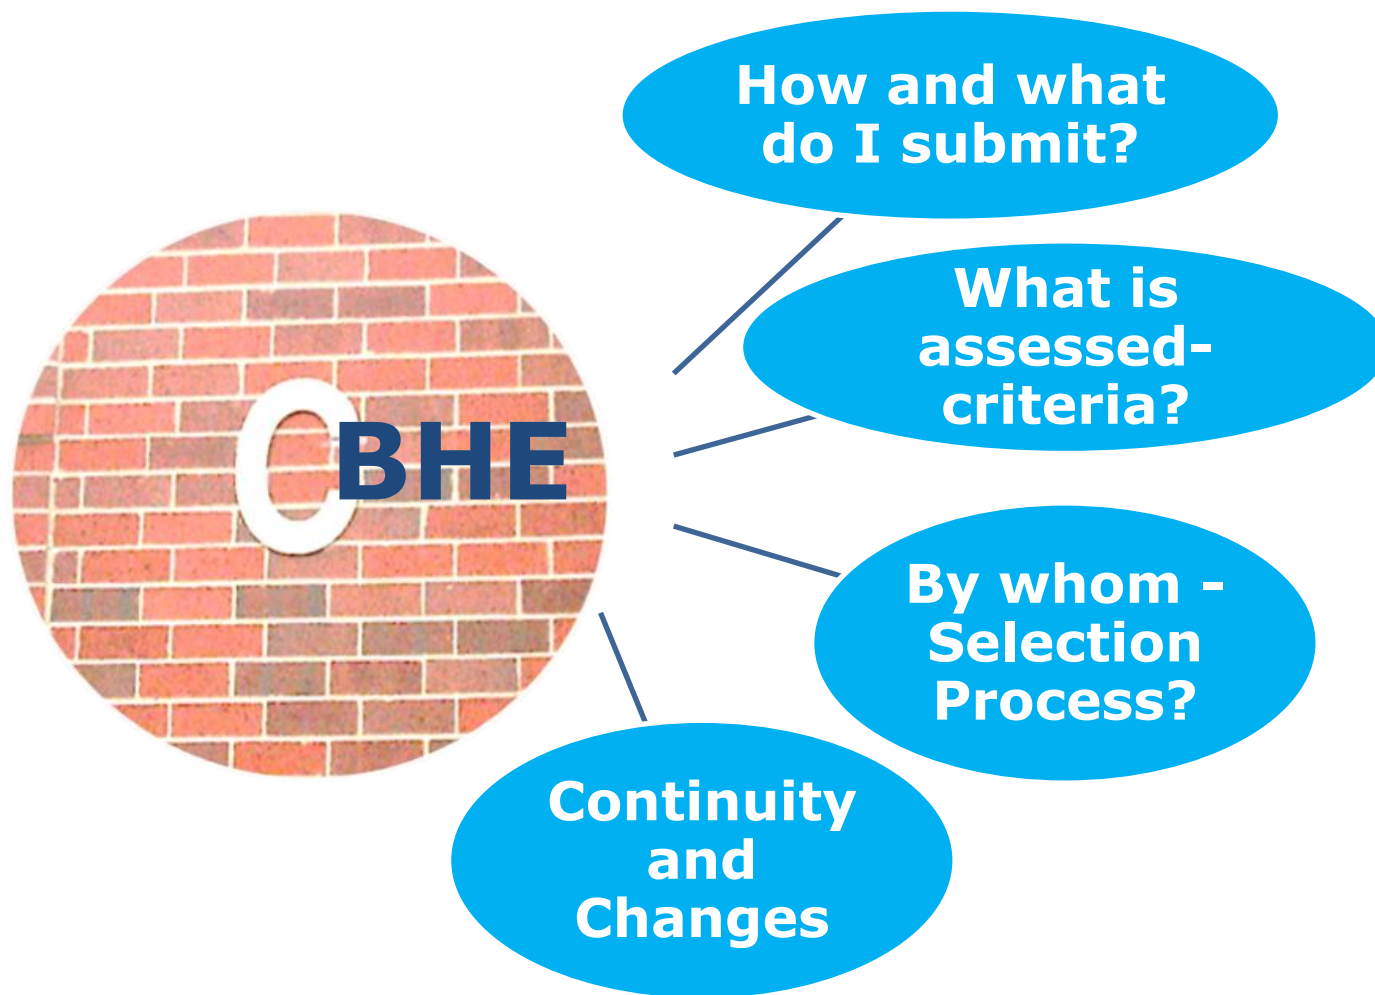 How and what
do I submit?
What is
assessed-
criteria?
CBHE
By whom -
Selection
Process?
Continuity
and
Changes